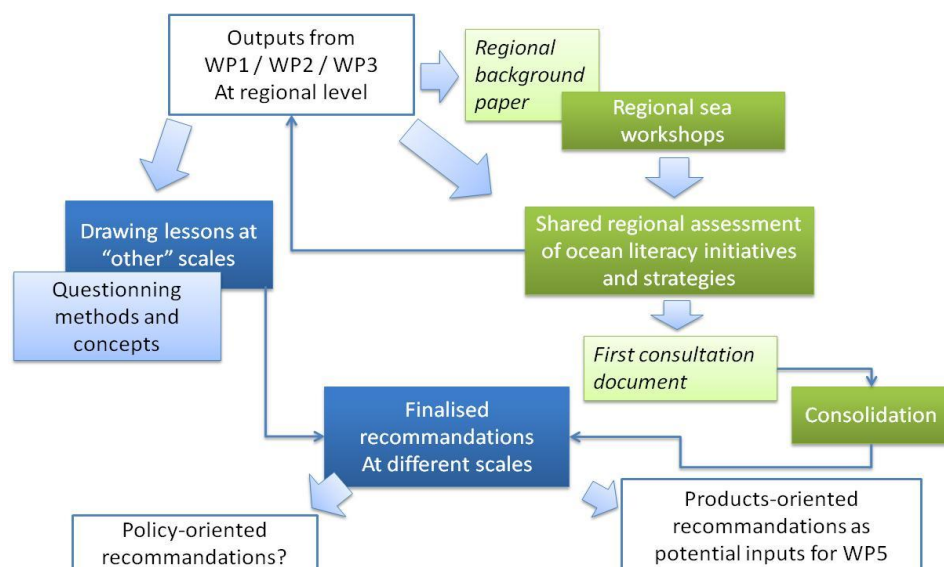 Outputs from
WP1 / WP2 / WP3
At regional level
Regional
background
paper
Regional sea
workshops
Drawing lessons at
“other” scales
Questionning
methods and
concepts
Shared regional assessment
of ocean literacy initiatives
and strategies
First consultation
document
Consolidation
Finalised
recommandations
At different scales
Policy-oriented
recommandations?
Products-oriented
recommandations as
potential inputs for WP5